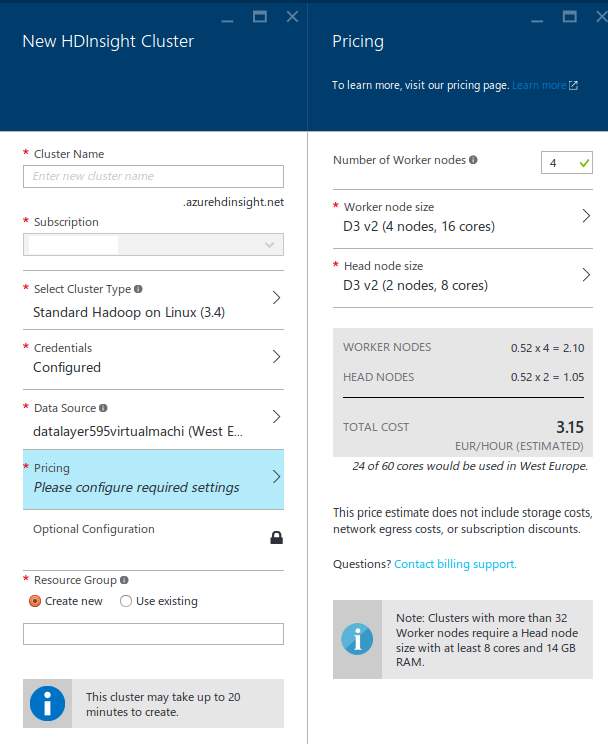 New HDInsight Cluster
* Cluster Name
Enter new cluster name
.azurehdinsight.net
* Subscription
* Select Cluster Type
Standard Hadoop on Linux (3.4)
* Credentials
Configured
* Data Source
datalayer595virtualmachi (West E...
* Pricing
Please configure required settings
Optional Configuration
* Resource Group
Create new Use existing
This cluster may take up to 20
minutes to create.
Pricing
To learn more, visit our pricing page. Learn more
Number of Worker nodes 4
* Worker node size
D3 v2 (4 nodes, 16 cores)
* Head node size
D3 v2 (2 nodes, 8 cores)
WORKER NODES 0.52 x 4 = 2.10
HEAD NODES 0.52 x 2 = 1.05
TOTAL COST 3.15
EUR/HOUR (ESTIMATED)
24 of 60 cores would be used in West Europe.
This price estimate does not include storage costs,
network egress costs, or subscription discounts.
Questions? Contact billing support.
Note: Clusters with more than 32
Worker nodes require a Head node
size with at least 8 cores and 14 GB
RAM.